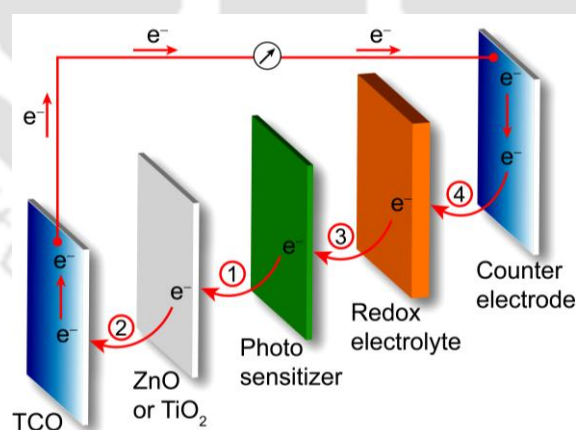 e⁻
e⁻
e⁻
e⁻
e⁻
4
e⁻
3
e⁻
Counter
electrode
e⁻
1
Redox
electrolyte
e⁻
e⁻
2
Photo
sensitizer
e⁻
ZnO
or TiO₂
TCO